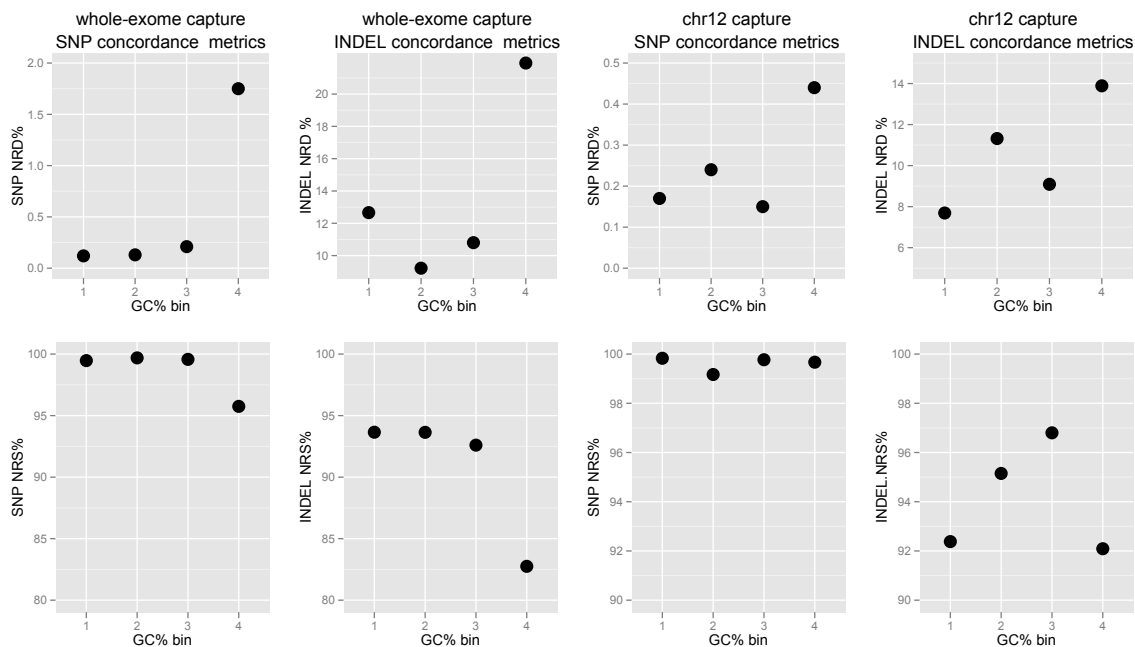 whole-exome capture
SNP concordance  metrics
2.0
1.5
1.0
0.5
0.0
SNP NRD%
1 2 3 4
GC% bin
whole-exome capture
INDEL concordance  metrics
20
18
16
14
12
10
INDEL NRD %
1 2 3 4
GC% bin
chr12 capture
SNP concordance metrics
0.5
0.4
0.3
0.2
0.1
0.0
SNP NRD%
1 2 3 4
GC% bin
chr12 capture
INDEL concordance metrics
14
12
10
8
6
INDEL NRD %
1 2 3 4
GC% bin
100
95
90
85
80
SNP NRS%
1 2 3 4
GC% bin
100
95
90
85
80
INDEL NRS%
1 2 3 4
GC% bin
100
98
96
94
92
90
SNP NRS%
1 2 3 4
GC% bin
100
98
96
94
92
90
INDEL.NRS%
1 2 3 4
GC% bin